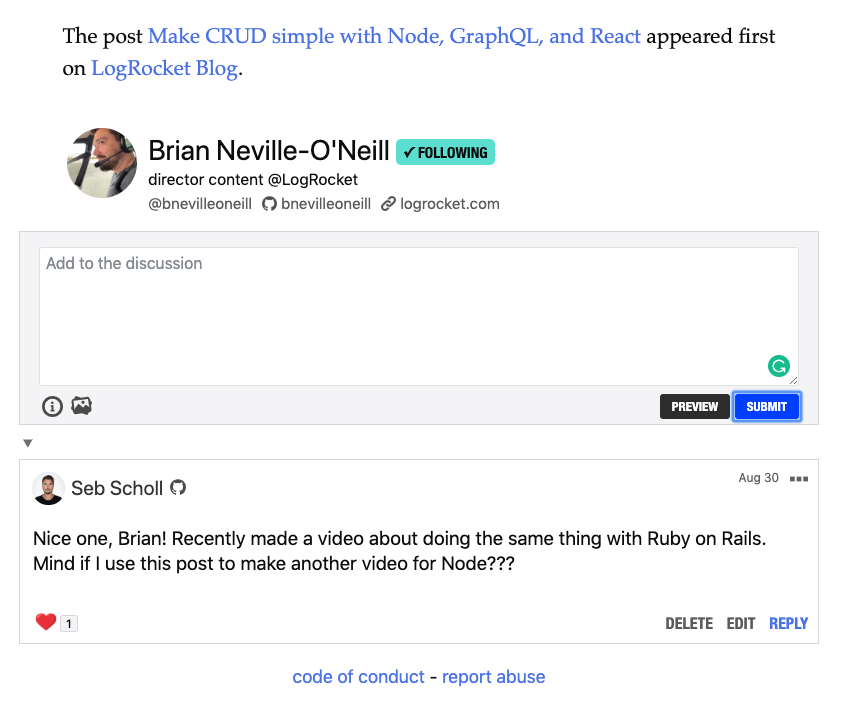 The post Make CRUD simple with Node, GraphQL, and React appeared first
on LogRocket Blog.
Brian Neville-O'Neill ✓ FOLLOWING
director content @LogRocket
@bnevilleoneill bnevilleoneill logrocket.com
Add to the discussion
PREVIEW SUBMIT
Seb Scholl
Aug 30
Nice one, Brian! Recently made a video about doing the same thing with Ruby on Rails.
Mind if I use this post to make another video for Node???
1
DELETE EDIT REPLY
code of conduct - report abuse